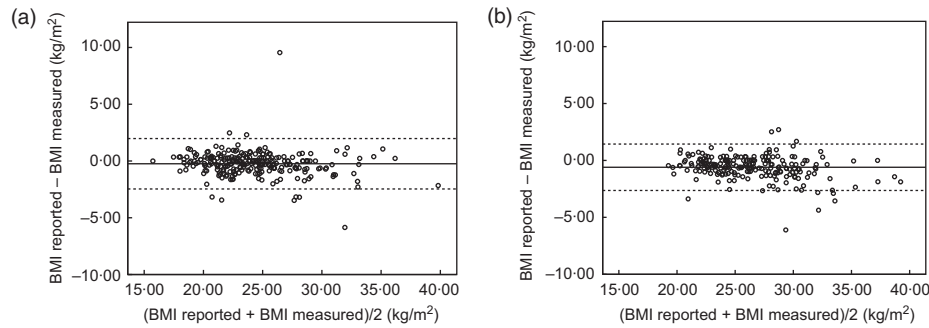 (a)
BMI reported – BMI measured (kg/m²)
10·00
5·00
0·00
–5·00
–10·00
15·00 20·00 25·00 30·00 35·00 40·00
(BMI reported + BMI measured)/2 (kg/m²)
(b)
BMI reported – BMI measured (kg/m²)
10·00
5·00
0·00
–5·00
–10·00
15·00 20·00 25·00 30·00 35·00 40·00
(BMI reported + BMI measured)/2 (kg/m²)